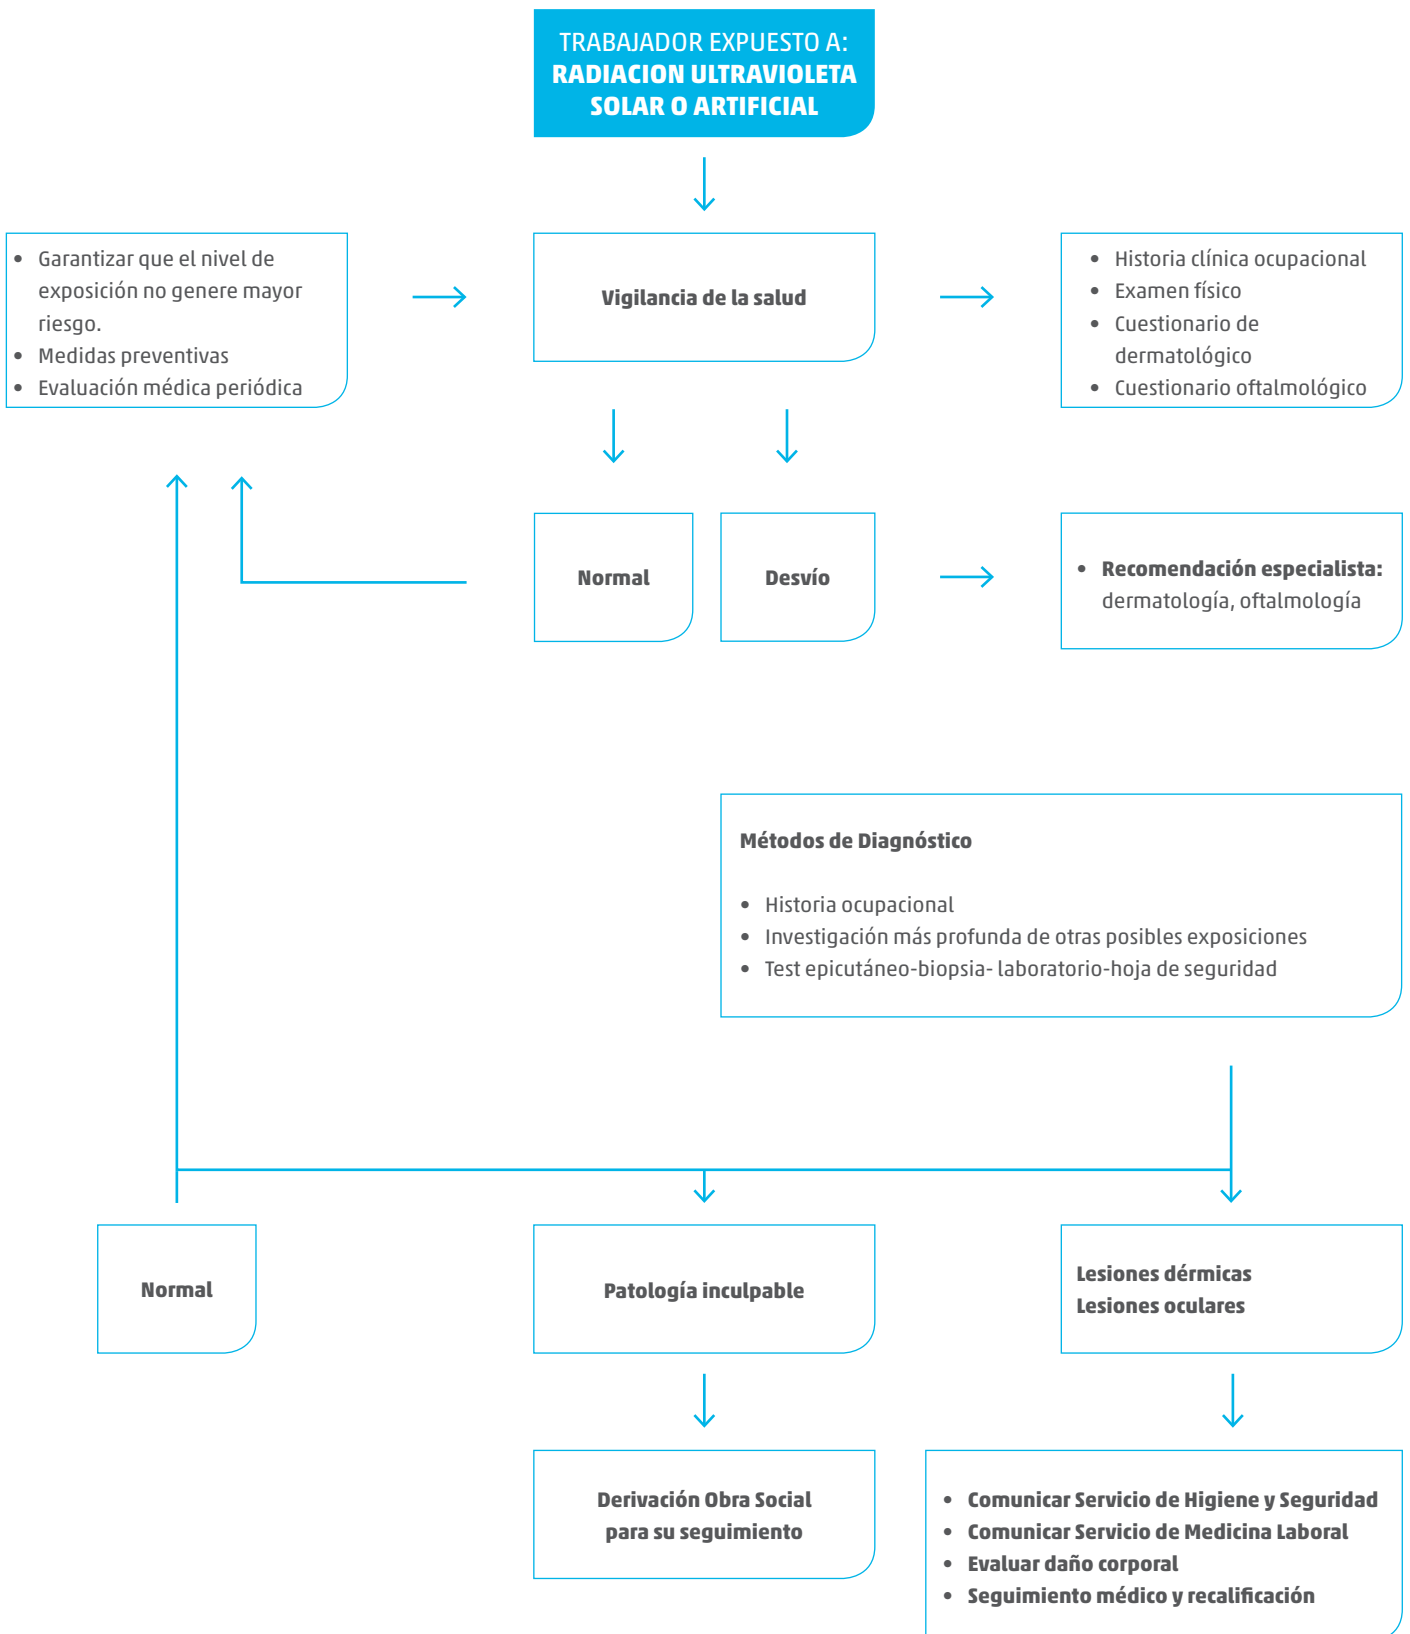 TRABAJADOR EXPUESTO A:
RADIACION ULTRAVIOLETA
SOLAR O ARTIFICIAL
• Garantizar que el nivel de
exposición no genere mayor
riesgo.
• Medidas preventivas
• Evaluación médica periódica
Vigilancia de la salud
• Historia clínica ocupacional
• Examen físico
• Cuestionario de
dermatológico
• Cuestionario oftalmológico
Normal
Desvío
• Recomendación especialista:
dermatología, oftalmología
Métodos de Diagnóstico
• Historia ocupacional
• Investigación más profunda de otras posibles exposiciones
• Test epicutáneo-biopsia- laboratorio-hoja de seguridad
Normal
Patología inculpable
Lesiones dérmicas
Lesiones oculares
Derivación Obra Social
para su seguimiento
• Comunicar Servicio de Higiene y Seguridad
• Comunicar Servicio de Medicina Laboral
• Evaluar daño corporal
• Seguimiento médico y recalificación